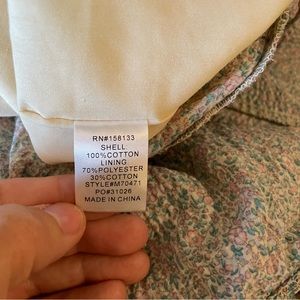 RN#158133
SHELL
100%COTTON
LINING
70%POLYESTER
30%COTTON
STYLE#M70471
PO#31026
MADE IN CHINA